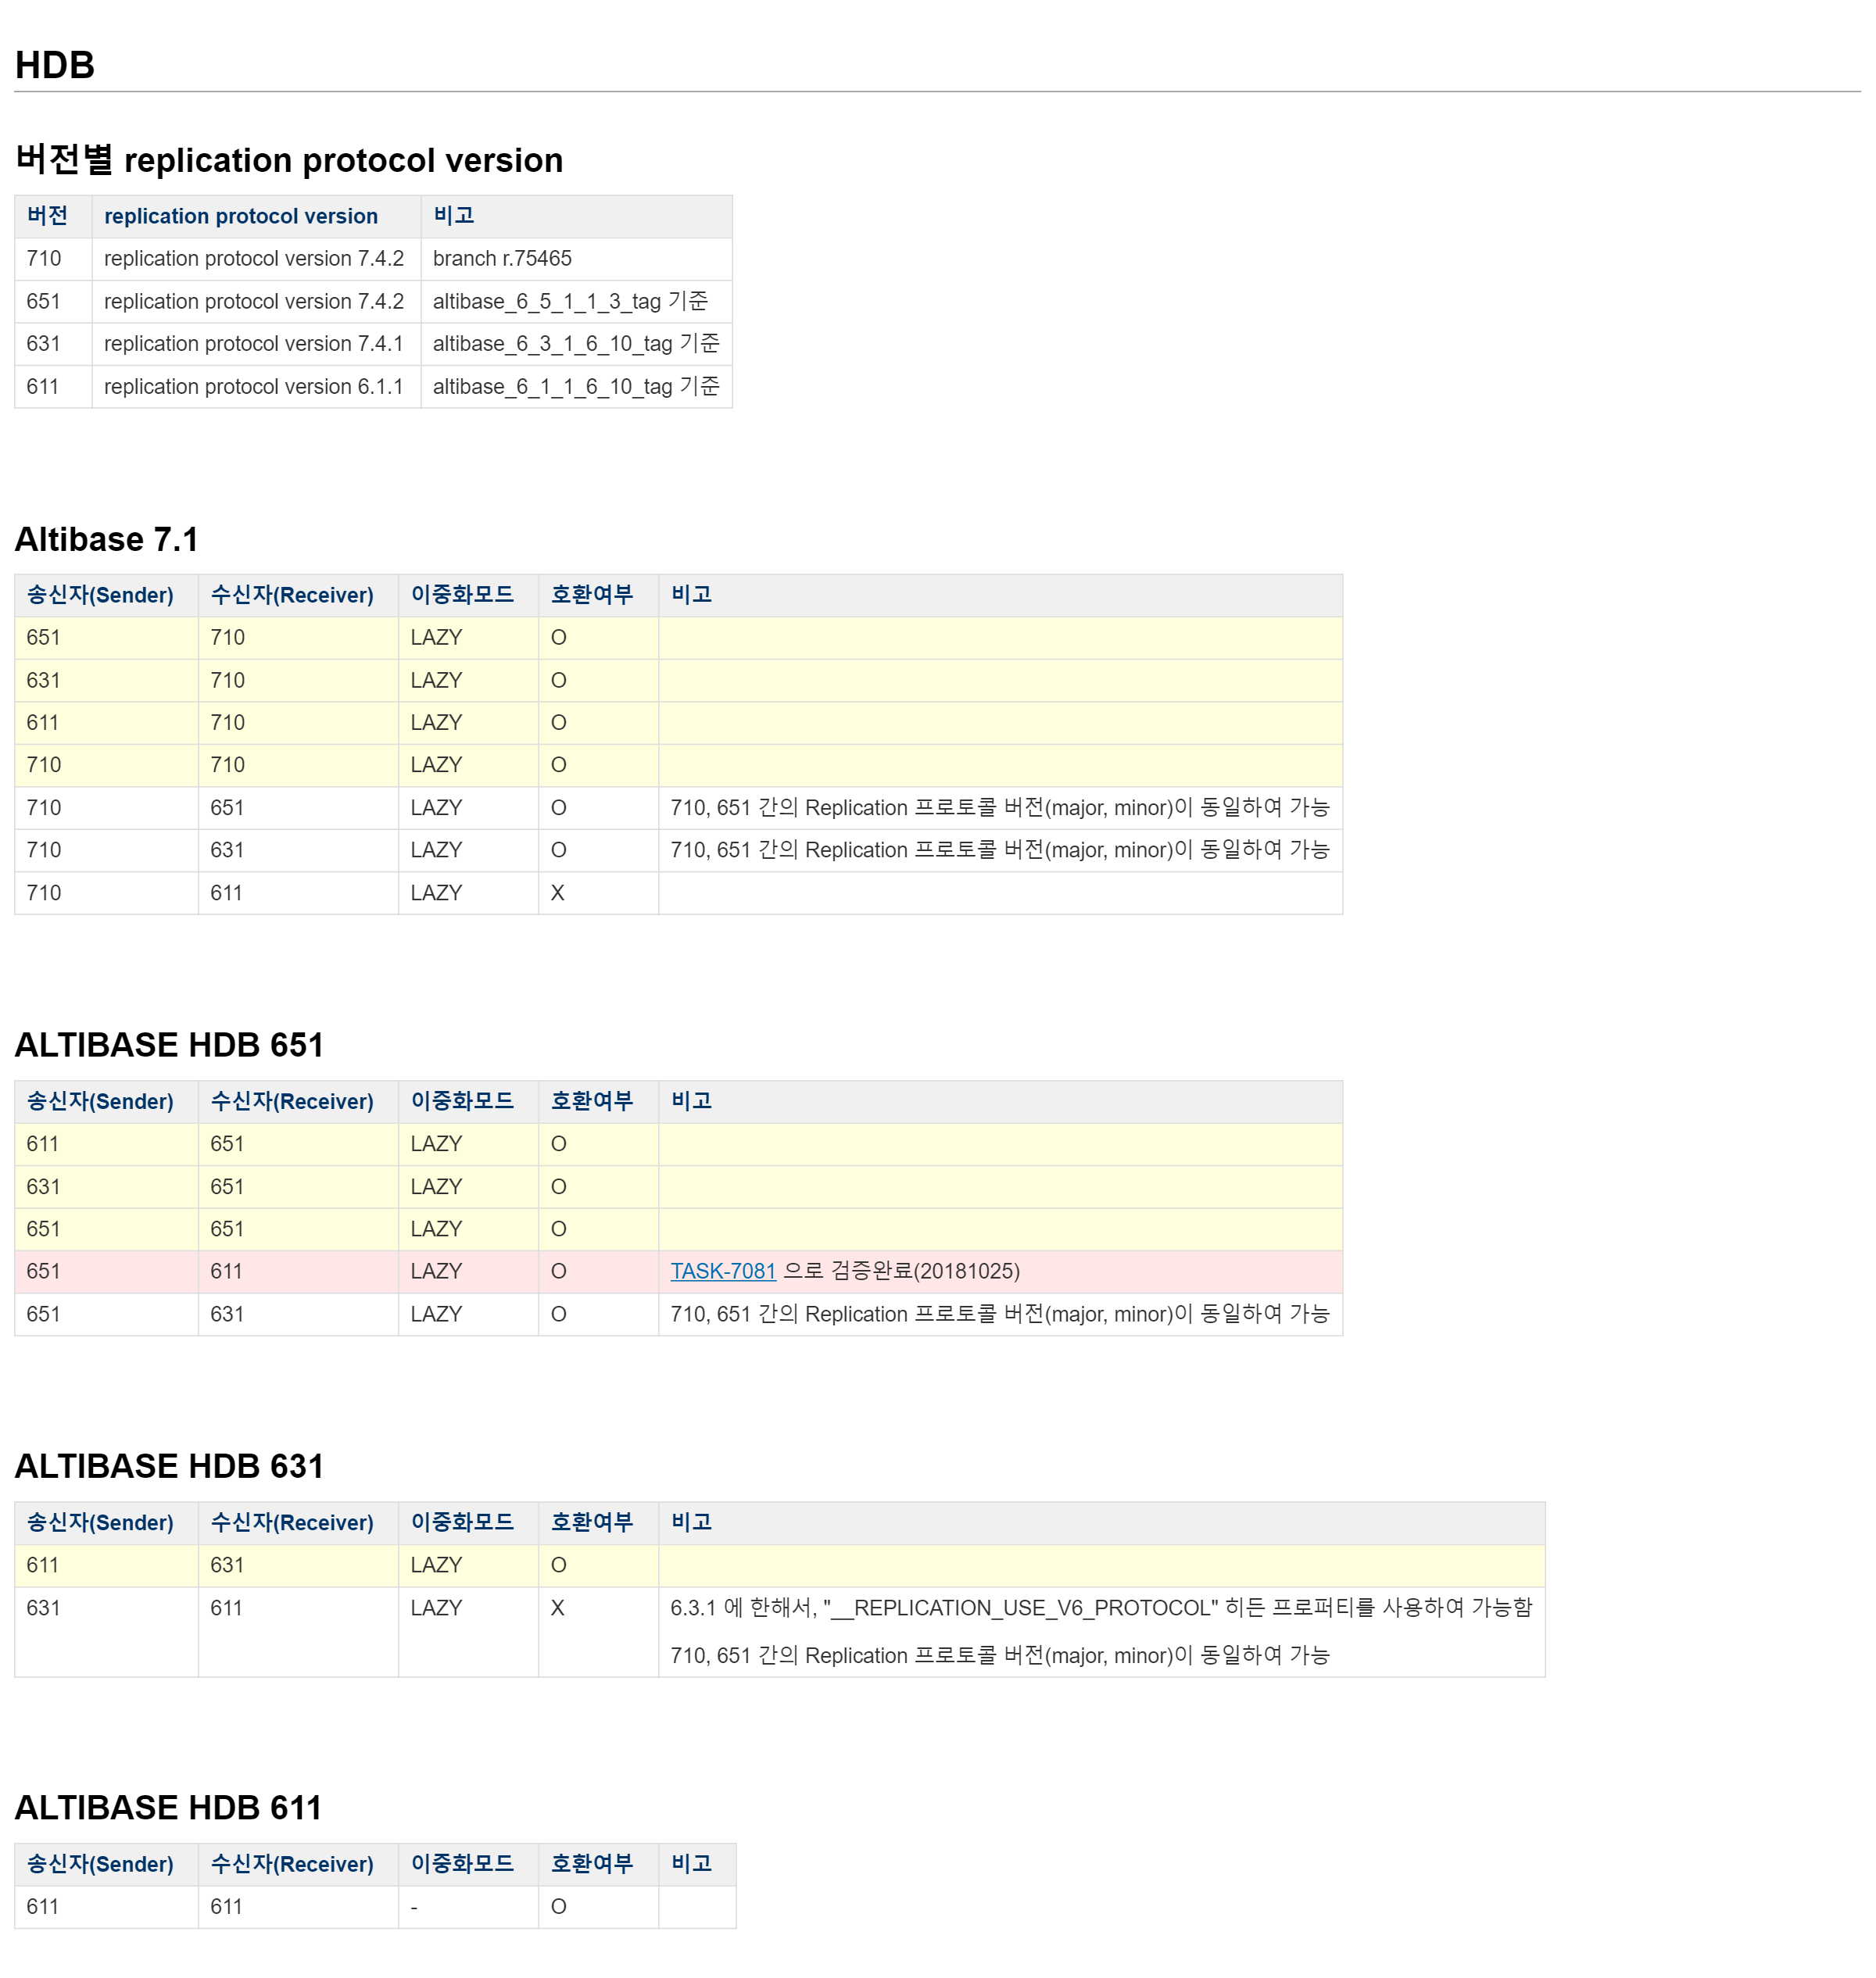 HDB
버전별 replication protocol version
버전 replication protocol version 비고
710 replication protocol version 7.4.2 branch r.75465
651 replication protocol version 7.4.2 altibase_6_5_1_1_3_tag 기준
631 replication protocol version 7.4.1 altibase_6_3_1_6_10_tag 기준
611 replication protocol version 6.1.1 altibase_6_1_1_6_10_tag 기준
Altibase 7.1
송신자(Sender) 수신자(Receiver) 이중화모드 호환여부 비고
651 710 LAZY O
631 710 LAZY O
611 710 LAZY O
710 710 LAZY O
710 651 LAZY O 710, 651 간의 Replication 프로토콜 버전(major, minor)이 동일하여 가능
710 631 LAZY O 710, 651 간의 Replication 프로토콜 버전(major, minor)이 동일하여 가능
710 611 LAZY X
ALTIBASE HDB 651
송신자(Sender) 수신자(Receiver) 이중화모드 호환여부 비고
611 651 LAZY O
631 651 LAZY O
651 651 LAZY O
651 611 LAZY O TASK-7081 으로 검증완료(20181025)
651 631 LAZY O 710, 651 간의 Replication 프로토콜 버전(major, minor)이 동일하여 가능
ALTIBASE HDB 631
송신자(Sender) 수신자(Receiver) 이중화모드 호환여부 비고
611 631 LAZY O
631 611 LAZY X 6.3.1 에 한해서, "__REPLICATION_USE_V6_PROTOCOL" 히든 프로퍼티를 사용하여 가능함
710, 651 간의 Replication 프로토콜 버전(major, minor)이 동일하여 가능
ALTIBASE HDB 611
송신자(Sender) 수신자(Receiver) 이중화모드 호환여부 비고
611 611 - O